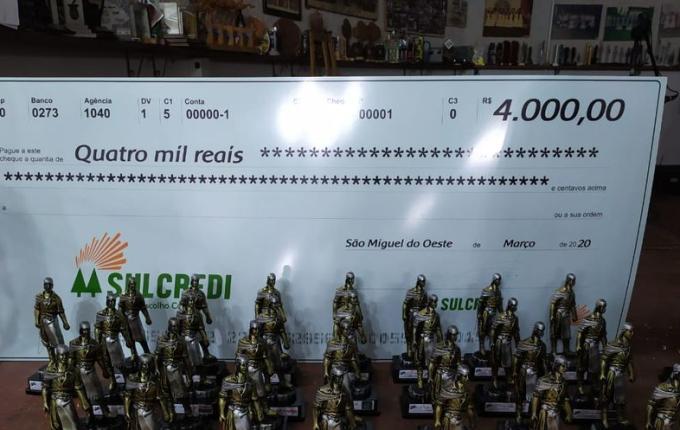 Banco Agência DV C1 Conta C3 R$
0 0273 1040 1 5 00000-1 00001 0 4.000,00
Pague a este
cheque a quantia de Quatro mil reais ******************************
************************************************
e centavos acima
a ou a sua ordem
São Miguel do Oeste de Março de 2020
SULCREDI
SULCREDI